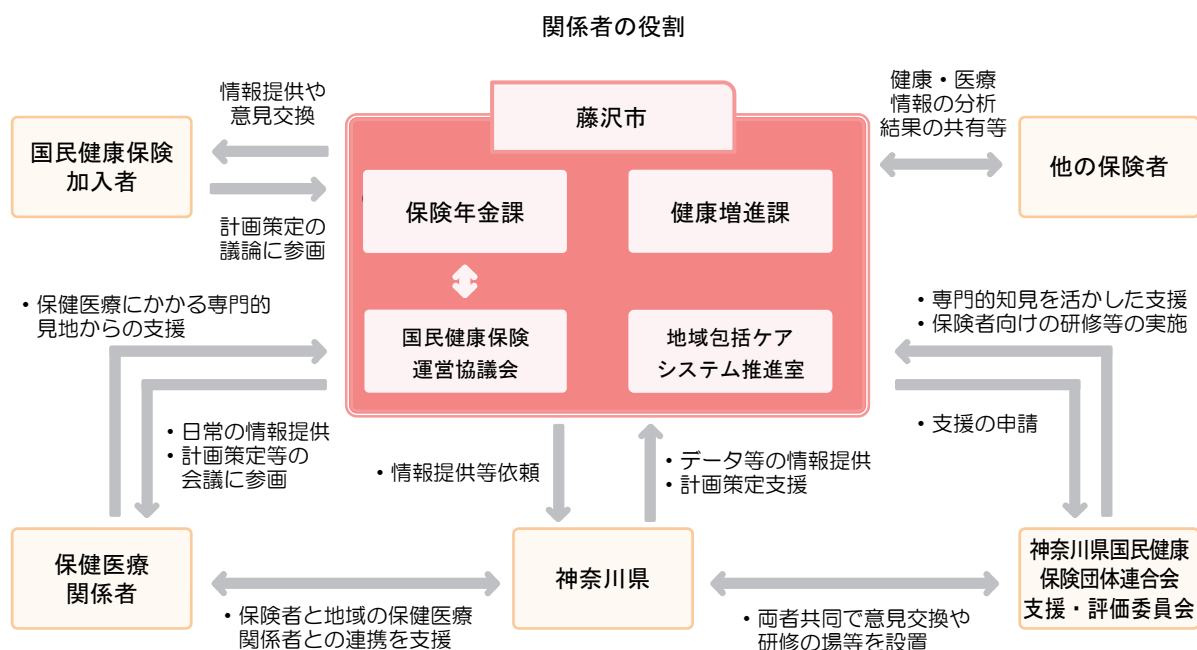 関係者の役割
情報提供や
意見交換
国民健康保険
加入者
計画策定の
議論に参画
藤沢市
保険年金課
健康増進課
国民健康保険
運営協議会
地域包括ケア
システム推進室
健康・医療
情報の分析
結果の共有等
他の保険者
・保健医療にかかる専門的
見地からの支援
・専門的知見を活かした支援
・保険者向けの研修等の実施
・日常の情報提供
・計画策定等の
会議に参画
・情報提供等依頼
・データ等の情報提供
・計画策定支援
・支援の申請
保健医療
関係者
神奈川県
神奈川県国民健康
保険団体連合会
支援・評価委員会
・保険者と地域の保健医療
関係者との連携を支援
・両者共同で意見交換や
研修の場等を設置